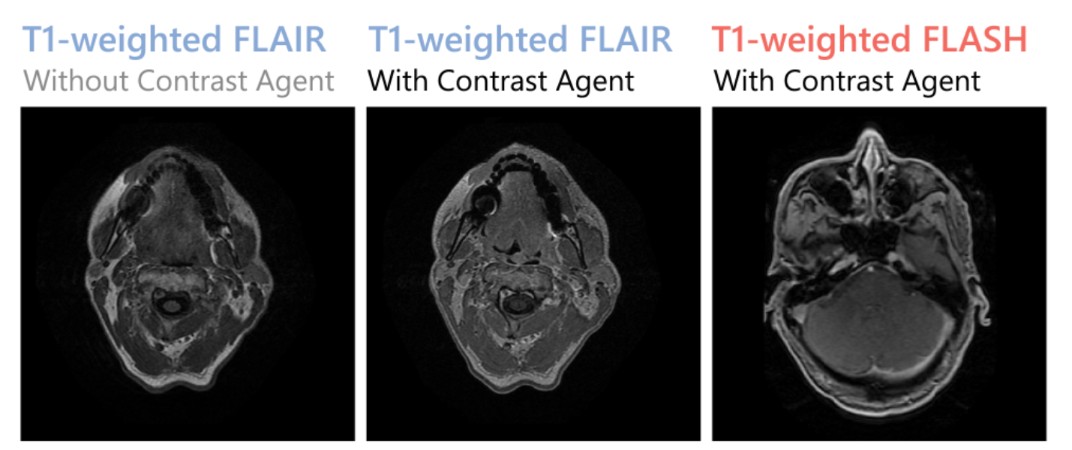 T1-weighted FLAIR
Without Contrast Agent
T1-weighted FLAIR
With Contrast Agent
T1-weighted FLASH
With Contrast Agent